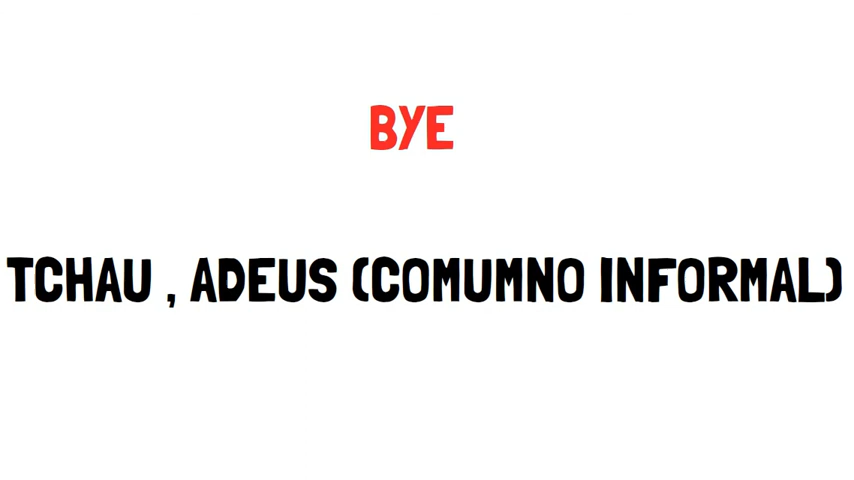 BYE
TCHAU , ADEUS (COMUMNO INFORMAL)